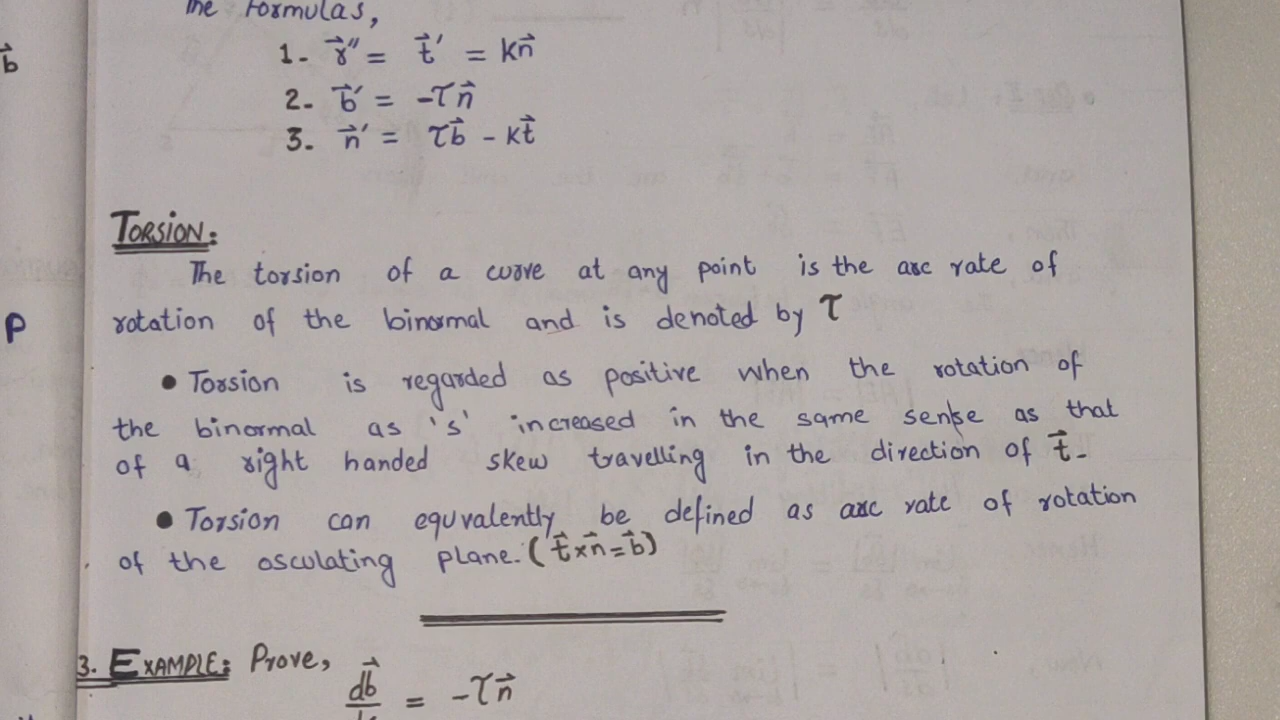 The formulas,
b⃗
1. r⃗″ = t⃗′ = kn⃗
2. b⃗′ = -τn⃗
3. n⃗′ = τb⃗ - kt⃗
TORSION:
The torsion of a curve at any point is the arc rate of
P
rotation of the binormal and is denoted by τ
• Torsion is regarded as positive when the rotation of
the binormal as 's' increased in the same sense as that
of a right handed skew travelling in the direction of t⃗.
• Torsion can equvalently be defined as arc rate of rotation
of the osculating plane. (t⃗×n⃗=b⃗)
3. EXAMPLE: Prove,
db⃗
= -τn⃗